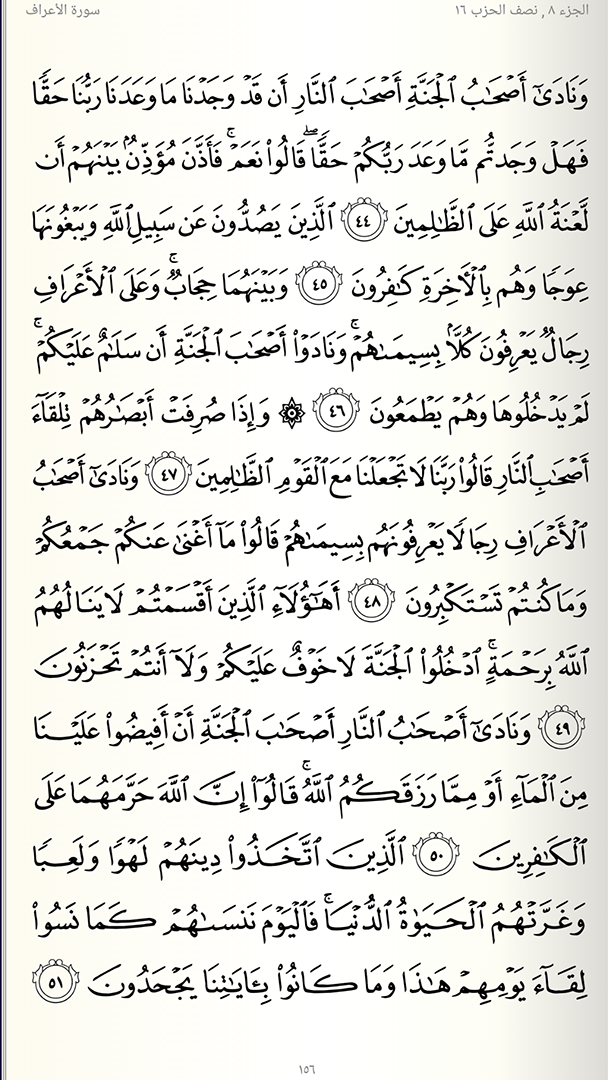 الجزء ٨, نصف الحزب ١٦
سورة الأعراف
وَنَادَىٰٓ أَصۡحَٰبُ ٱلۡجَنَّةِ أَصۡحَٰبَ ٱلنَّارِ أَن قَدۡ وَجَدۡنَا مَا وَعَدَنَا رَبُّنَا حَقّٗا
فَهَلۡ وَجَدتُّم مَّا وَعَدَ رَبُّكُمۡ حَقّٗاۖ قَالُواْ نَعَمۡۚ فَأَذَّنَ مُؤَذِّنُۢ بَيۡنَهُمۡ أَن
لَّعۡنَةُ ٱللَّهِ عَلَى ٱلظَّٰلِمِينَ ٤٤ ٱلَّذِينَ يَصُدُّونَ عَن سَبِيلِ ٱللَّهِ وَيَبۡغُونَهَا
عِوَجٗا وَهُم بِٱلۡأٓخِرَةِ كَٰفِرُونَ ٤٥ وَبَيۡنَهُمَا حِجَابٞۚ وَعَلَى ٱلۡأَعۡرَافِ
رِجَالٞ يَعۡرِفُونَ كُلَّۢا بِسِيمَىٰهُمۡۚ وَنَادَوۡاْ أَصۡحَٰبَ ٱلۡجَنَّةِ أَن سَلَٰمٌ عَلَيۡكُمۡۚ
لَمۡ يَدۡخُلُوهَا وَهُمۡ يَطۡمَعُونَ ٤٦ ۞ وَإِذَا صُرِفَتۡ أَبۡصَٰرُهُمۡ تِلۡقَآءَ
أَصۡحَٰبِ ٱلنَّارِ قَالُواْ رَبَّنَا لَا تَجۡعَلۡنَا مَعَ ٱلۡقَوۡمِ ٱلظَّٰلِمِينَ ٤٧ وَنَادَىٰٓ أَصۡحَٰبُ
ٱلۡأَعۡرَافِ رِجَالٗا يَعۡرِفُونَهُم بِسِيمَىٰهُمۡ قَالُواْ مَآ أَغۡنَىٰ عَنكُمۡ جَمۡعُكُمۡ
وَمَا كُنتُمۡ تَسۡتَكۡبِرُونَ ٤٨ أَهَٰٓؤُلَآءِ ٱلَّذِينَ أَقۡسَمۡتُمۡ لَا يَنَالُهُمُ
ٱللَّهُ بِرَحۡمَةٍۚ ٱدۡخُلُواْ ٱلۡجَنَّةَ لَا خَوۡفٌ عَلَيۡكُمۡ وَلَآ أَنتُمۡ تَحۡزَنُونَ
٤٩ وَنَادَىٰٓ أَصۡحَٰبُ ٱلنَّارِ أَصۡحَٰبَ ٱلۡجَنَّةِ أَنۡ أَفِيضُواْ عَلَيۡنَا
مِنَ ٱلۡمَآءِ أَوۡ مِمَّا رَزَقَكُمُ ٱللَّهُۚ قَالُوٓاْ إِنَّ ٱللَّهَ حَرَّمَهُمَا عَلَى
ٱلۡكَٰفِرِينَ ٥٠ ٱلَّذِينَ ٱتَّخَذُواْ دِينَهُمۡ لَهۡوٗا وَلَعِبٗا
وَغَرَّتۡهُمُ ٱلۡحَيَوٰةُ ٱلدُّنۡيَاۚ فَٱلۡيَوۡمَ نَنسَىٰهُمۡ كَمَا نَسُواْ
لِقَآءَ يَوۡمِهِمۡ هَٰذَا وَمَا كَانُواْ بِـَٔايَٰتِنَا يَجۡحَدُونَ ٥١
١٥٦